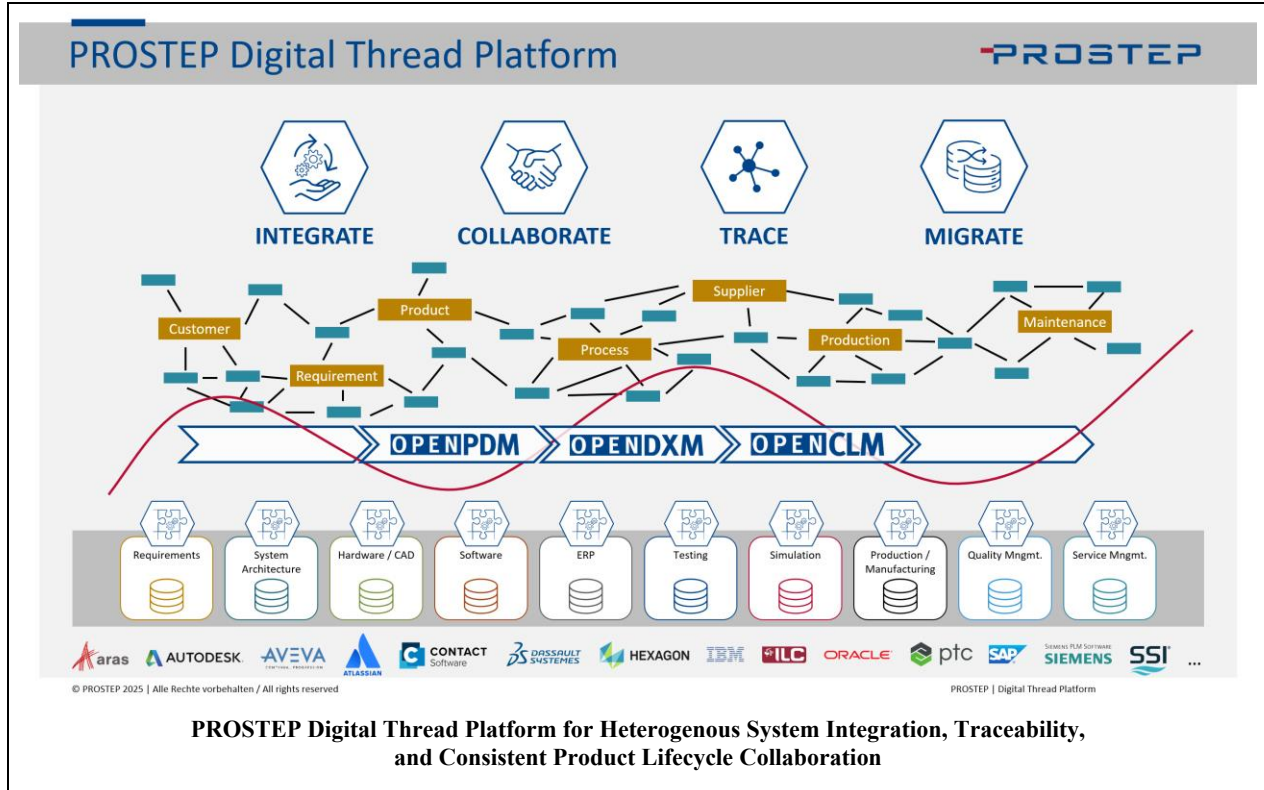 PROSTEP Digital Thread Platform
PROSTEP
INTEGRATE
COLLABORATE
TRACE
MIGRATE
Customer
Requirement
Product
Process
Supplier
Production
Maintenance
OPENPDM
OPENDXM
OPENCLM
Requirements
System
Architecture
Hardware / CAD
Software
ERP
Testing
Simulation
Production /
Manufacturing
Quality Mngmt.
Service Mngmt.
aras
AUTODESK
AVEVA
ATLASSIAN
C CONTACT
Software
3S DASSAULT
SYSTEMES
HEXAGON
IBM
ILC
ORACLE
ptc
SAP
SIEMENS PLM SOFTWARE
SIEMENS
SSI
...
© PROSTEP 2025 | Alle Rechte vorbehalten / All rights reserved
PROSTEP | Digital Thread Platform
PROSTEP Digital Thread Platform for Heterogenous System Integration, Traceability,
and Consistent Product Lifecycle Collaboration